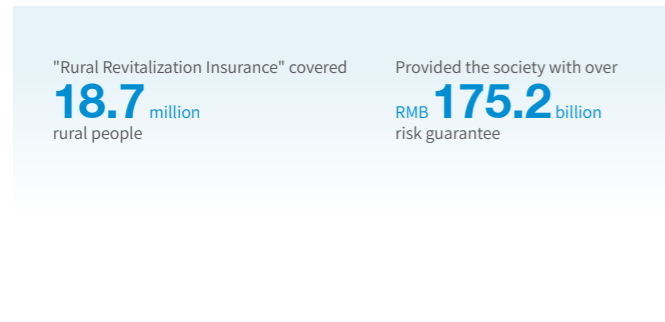 "Rural Revitalization Insurance" covered
18.7 million
rural people
Provided the society with over
RMB 175.2 billion
risk guarantee